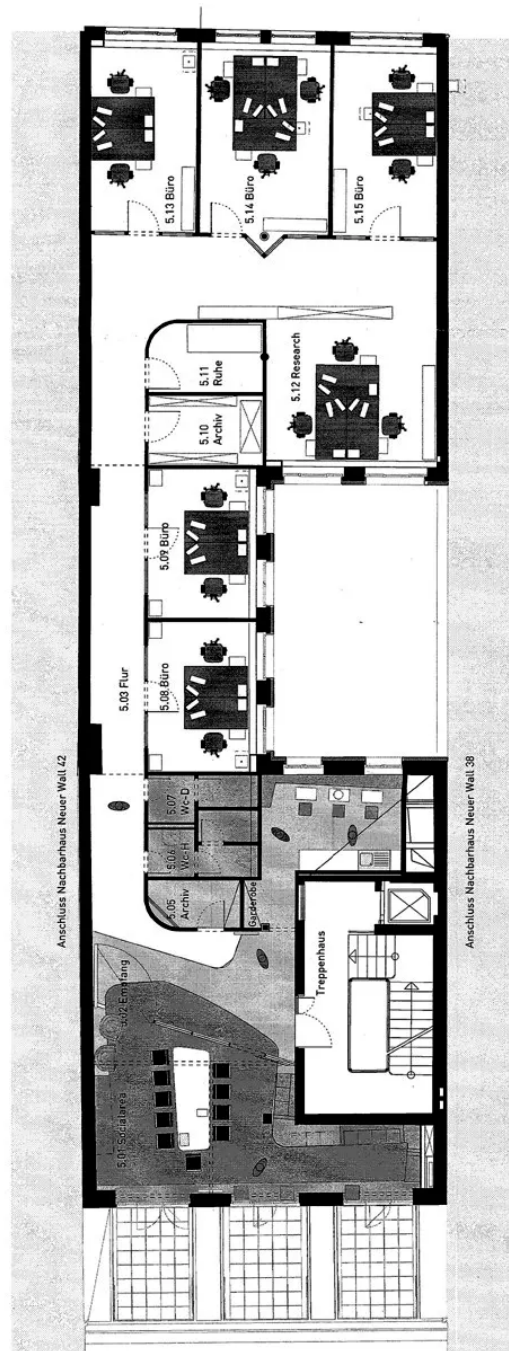 5.13 Büro
5.14 Büro
5.15 Büro
5.11
Ruhe
5.12 Research
5.10
Archiv
5.09 Büro
5.03 Flur
5.08 Büro
Anschluss Nachbarhaus Neuer Wall 42
Anschluss Nachbarhaus Neuer Wall 38
5.07
Wc-D
5.06
Wc-H
5.05
Archiv
Garderobe
Treppenhaus
Empfang
5.01 Socialarea